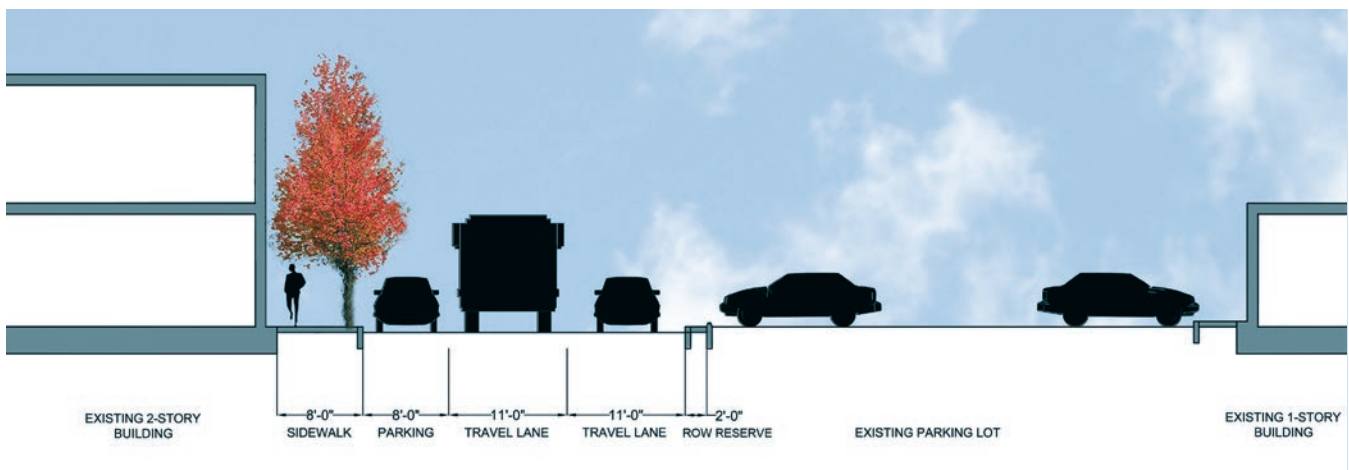 8'-0"
8'-0"
11'-0"
11'-0"
2'-0"
EXISTING 2-STORY
BUILDING
SIDEWALK
PARKING
TRAVEL LANE
TRAVEL LANE
ROW RESERVE
EXISTING PARKING LOT
EXISTING 1-STORY
BUILDING